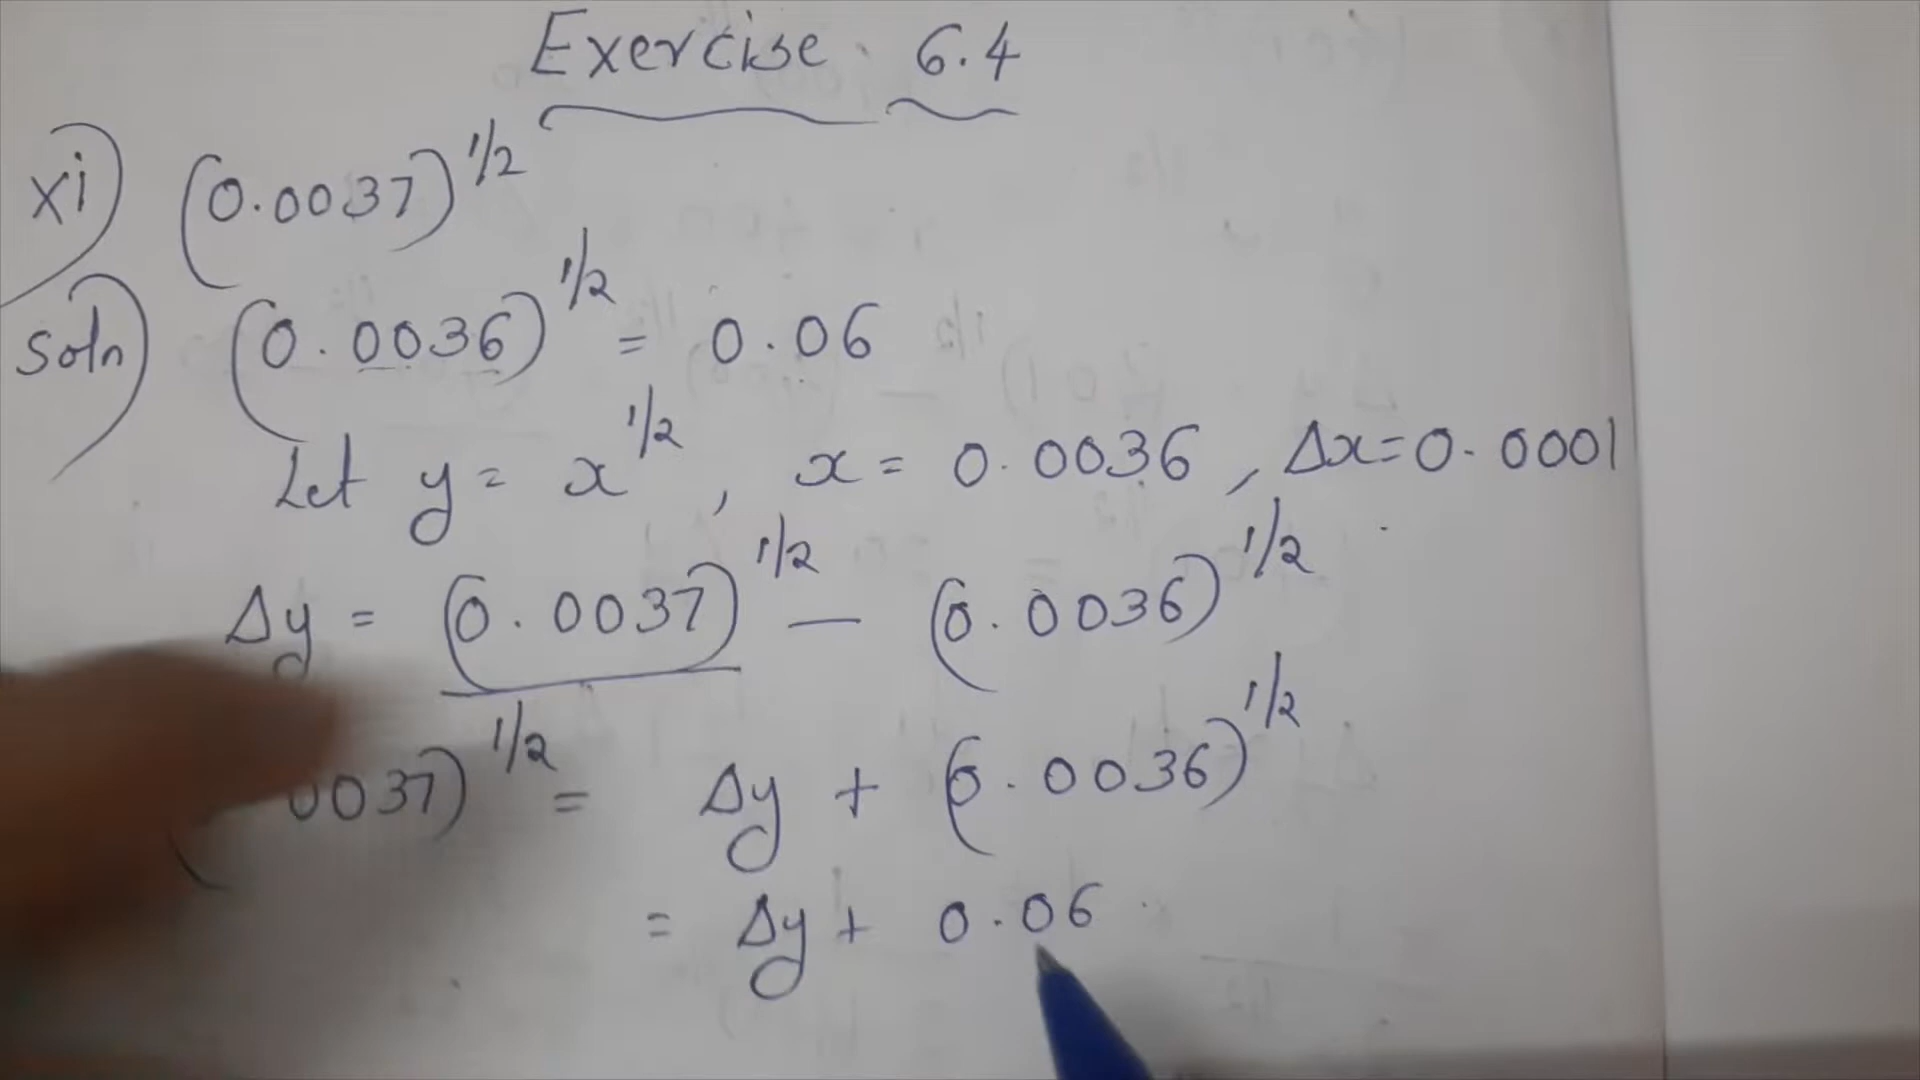 Exercise 6.4
xi) (0.0037)^1/2
Soln) (0.0036)^1/2 = 0.06
Let y = x^1/2, x = 0.0036, Δx = 0.0001
Δy = (0.0037)^1/2 — (0.0036)^1/2
0037)^1/2 = Δy + (0.0036)^1/2
= Δy + 0.06